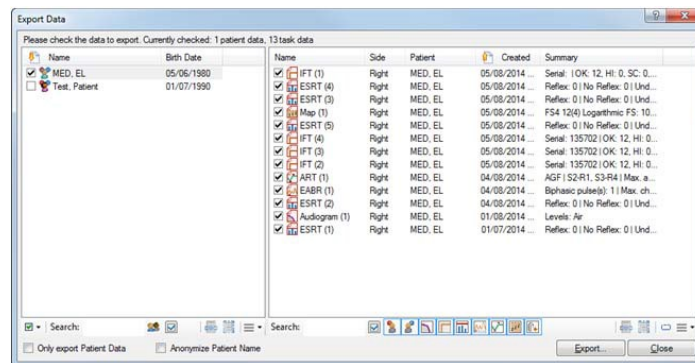 Export Data
Please check the data to export. Currently checked: 1 patient data, 13 task data
Name Birth Date
MED, EL 05/06/1980
Test, Patient 01/07/1990
Name Side Patient Created Summary
IFT (1) Right MED, EL 05/08/2014 ... Serial: | OK: 12, HI: 0, SC: 0,...
ESRT (4) Right MED, EL 05/08/2014 ... Reflex: 0 | No Reflex: 0 | Und...
ESRT (3) Right MED, EL 05/08/2014 ... Reflex: 0 | No Reflex: 0 | Und...
Map (1) Right MED, EL 05/08/2014 ... FS4 12(4) Logarithmic FS: 10...
ESRT (5) Right MED, EL 05/08/2014 ... Reflex: 0 | No Reflex: 0 | Und...
IFT (4) Right MED, EL 05/08/2014 ... Serial: 135702 | OK: 12, HI: 0...
IFT (3) Right MED, EL 05/08/2014 ... Serial: 135702 | OK: 12, HI: 0...
IFT (2) Right MED, EL 05/08/2014 ... Serial: 135702 | OK: 12, HI: 0...
ART (1) Right MED, EL 04/08/2014 ... AGF | S2-R1, S3-R4 | Max. a...
EABR (1) Right MED, EL 04/08/2014 ... Biphasic pulse(s): 1 | Max. ch...
ESRT (2) Right MED, EL 04/08/2014 ... Reflex: 0 | No Reflex: 0 | Und...
Audiogram (1) Right MED, EL 01/08/2014 ... Levels: Air
ESRT (1) Right MED, EL 01/07/2014 ... Reflex: 0 | No Reflex: 0 | Und...
Search: Search:
Only export Patient Data Anonymize Patient Name Export... Close